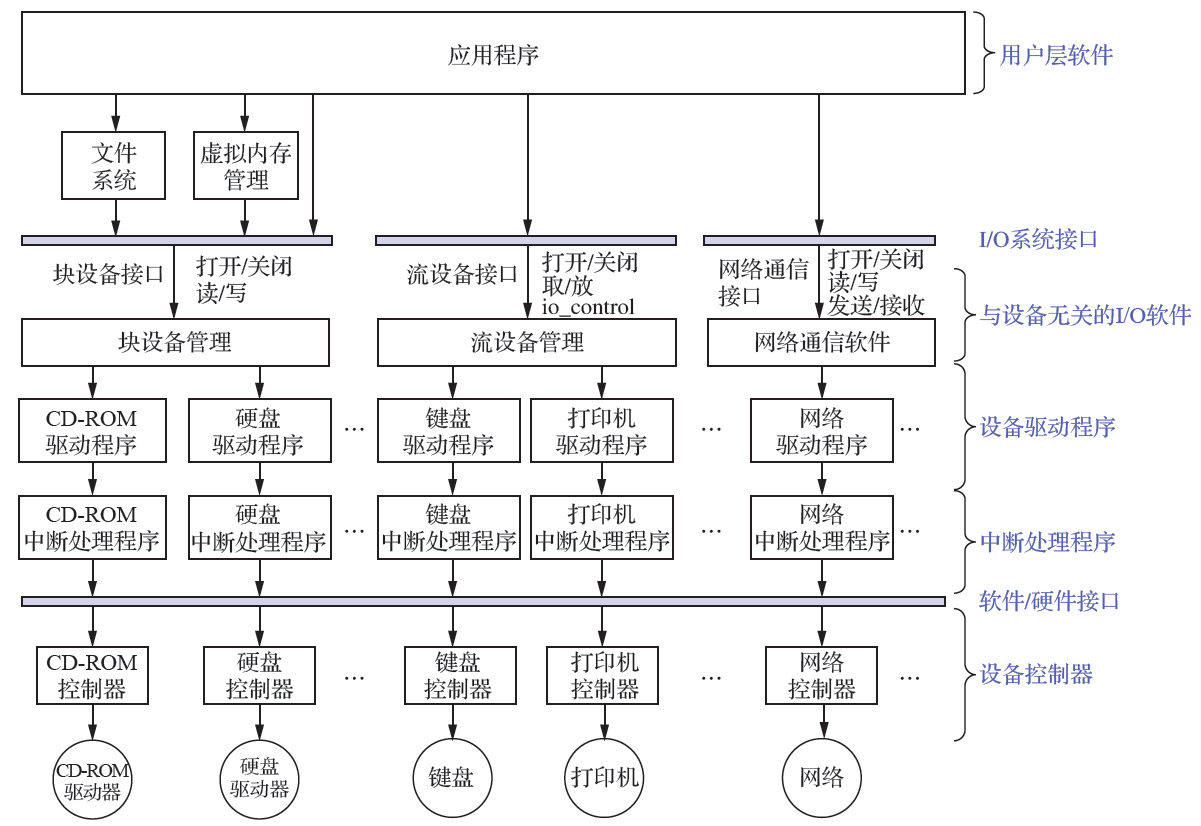 应用程序
用户层软件
文件
系统
虚拟内存
管理
I/O系统接口
块设备接口
打开/关闭
读/写
流设备接口
打开/关闭
取/放
io_control
网络通信
接口
打开/关闭
读/写
发送/接收
与设备无关的I/O软件
块设备管理
流设备管理
网络通信软件
CD-ROM
驱动程序
硬盘
驱动程序
…
键盘
驱动程序
打印机
驱动程序
…
网络
驱动程序
…
设备驱动程序
CD-ROM
中断处理程序
硬盘
中断处理程序
…
键盘
中断处理程序
打印机
中断处理程序
…
网络
中断处理程序
…
中断处理程序
软件/硬件接口
CD-ROM
控制器
硬盘
控制器
…
键盘
控制器
打印机
控制器
…
网络
控制器
…
设备控制器
CD-ROM
驱动器
硬盘
驱动器
键盘
打印机
网络